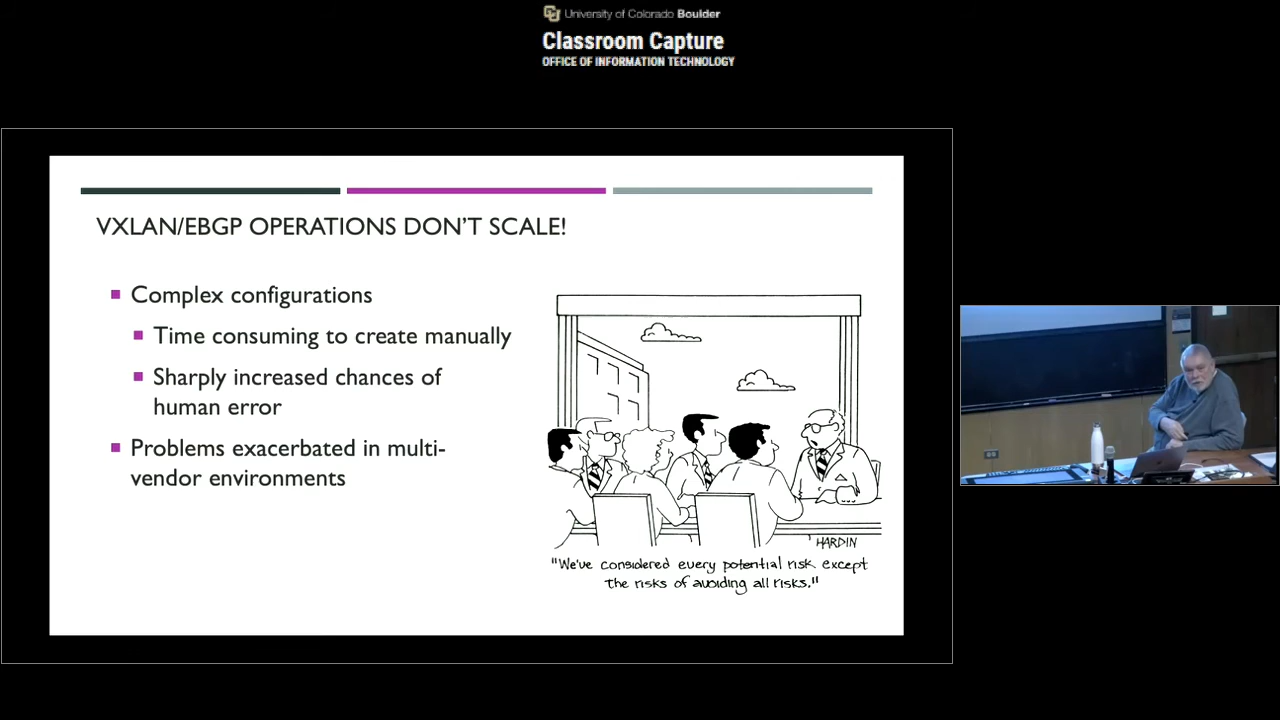 University of Colorado Boulder
Classroom Capture
OFFICE OF INFORMATION TECHNOLOGY
VXLAN/EBGP OPERATIONS DON'T SCALE!
Complex configurations
Time consuming to create manually
Sharply increased chances of
human error
Problems exacerbated in multi-
vendor environments
HARDIN
"We've considered every potential risk except
the risks of avoiding all risks."